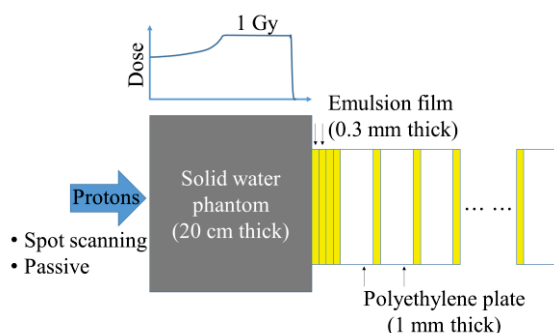 1 Gy
Dose
Emulsion film
(0.3 mm thick)
Solid water
phantom
(20 cm thick)
Protons
• Spot scanning
• Passive
... ...
Polyethylene plate
(1 mm thick)